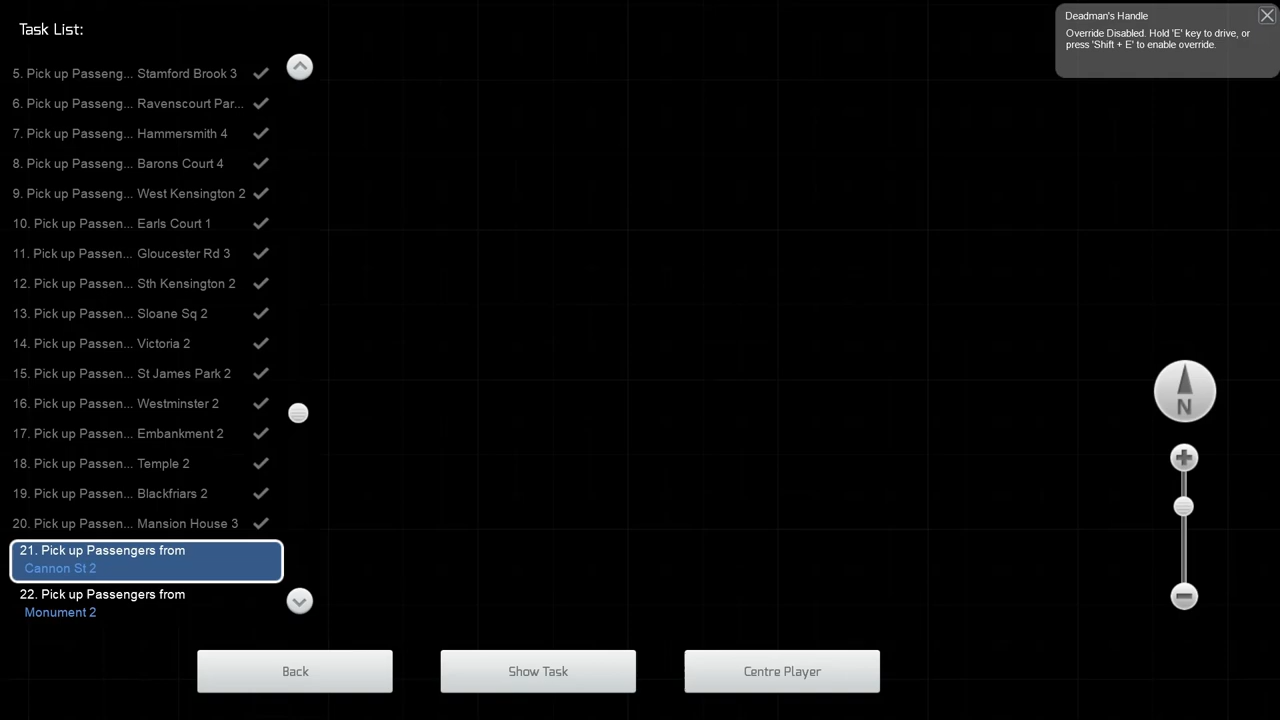 Task List:
5. Pick up Passeng... Stamford Brook 3
6. Pick up Passeng... Ravenscourt Par...
7. Pick up Passeng... Hammersmith 4
8. Pick up Passeng... Barons Court 4
9. Pick up Passeng... West Kensington 2
10. Pick up Passen... Earls Court 1
11. Pick up Passen... Gloucester Rd 3
12. Pick up Passen... Sth Kensington 2
13. Pick up Passen... Sloane Sq 2
14. Pick up Passen... Victoria 2
15. Pick up Passen... St James Park 2
16. Pick up Passen... Westminster 2
17. Pick up Passen... Embankment 2
18. Pick up Passen... Temple 2
19. Pick up Passen... Blackfriars 2
20. Pick up Passen... Mansion House 3
21. Pick up Passengers from
Cannon St 2
22. Pick up Passengers from
Monument 2
Back
Show Task
Centre Player
Deadman's Handle
Override Disabled. Hold 'E' key to drive, or
press 'Shift + E' to enable override.
N